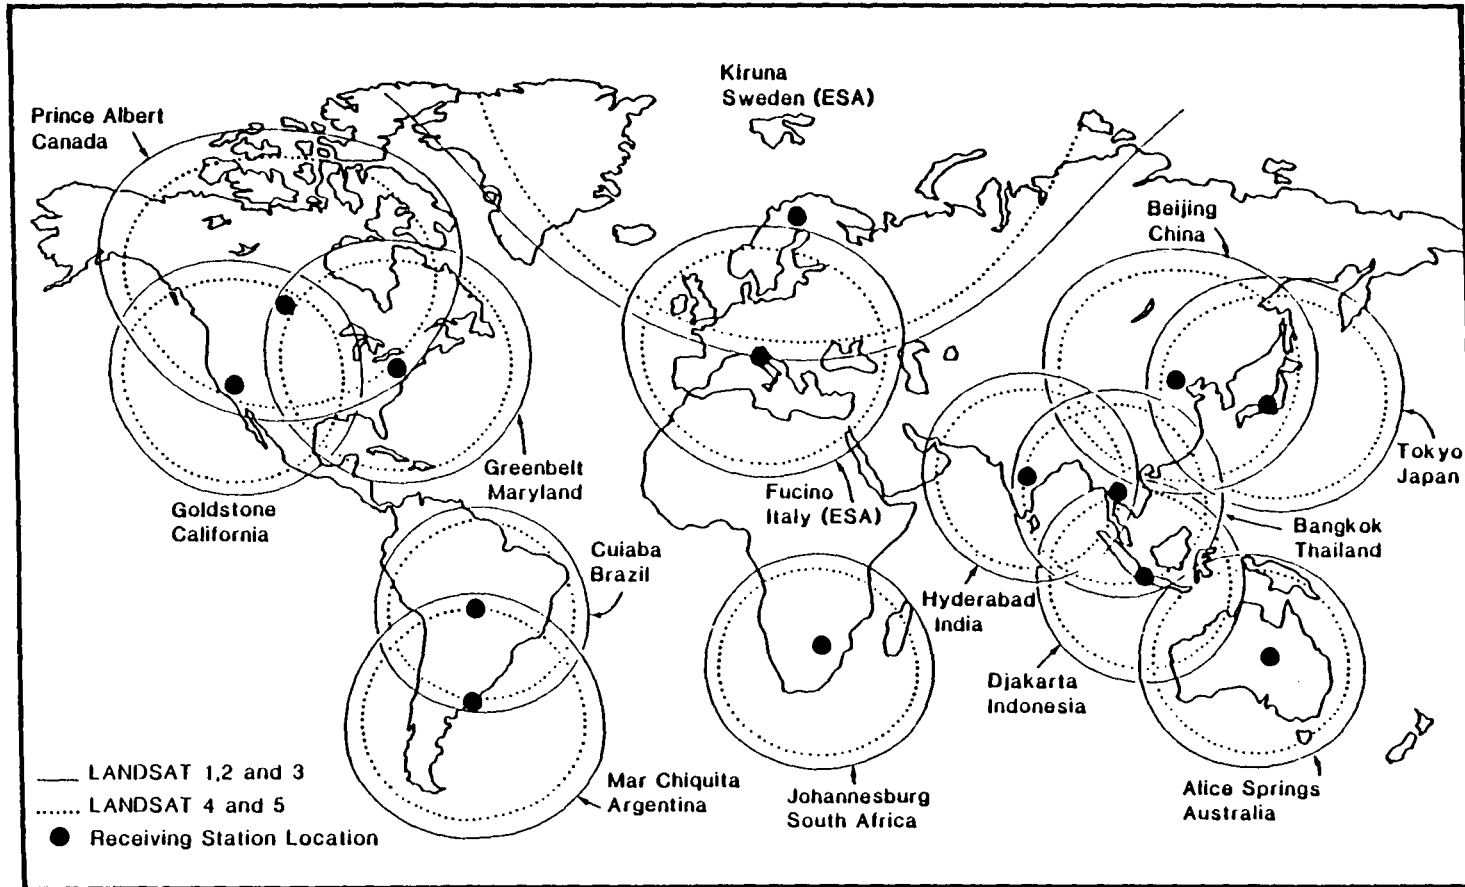 Kiruna
Sweden (ESA)
Prince Albert
Canada
Beijing
China
Greenbelt
Maryland
Goldstone
California
Fucino
Italy (ESA)
Tokyo
Japan
Bangkok
Thailand
Cuiaba
Brazil
Hyderabad
India
Djakarta
Indonesia
Mar Chiquita
Argentina
Johannesburg
South Africa
Alice Springs
Australia
LANDSAT 1,2 and 3
LANDSAT 4 and 5
Receiving Station Location